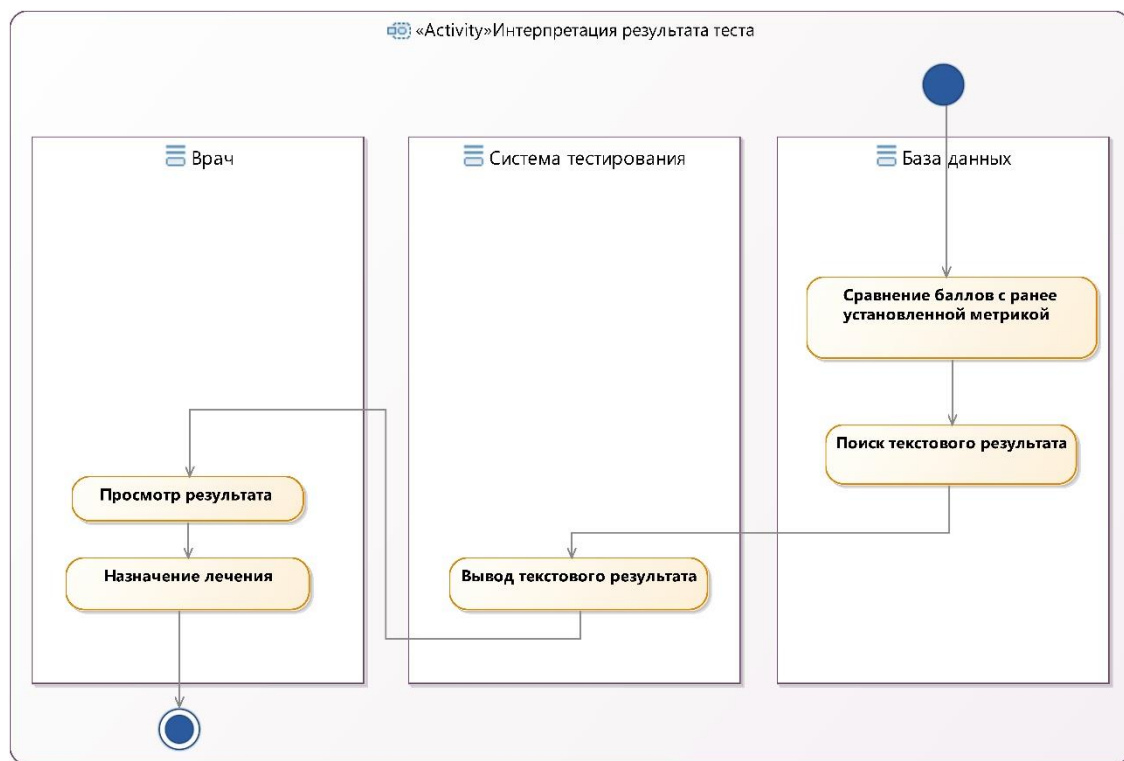 «Activity»Интерпретация результата теста
Врач
Система тестирования
База данных
Сравнение баллов с ранее
установленной метрикой
Поиск текстового результата
Просмотр результата
Назначение лечения
Вывод текстового результата